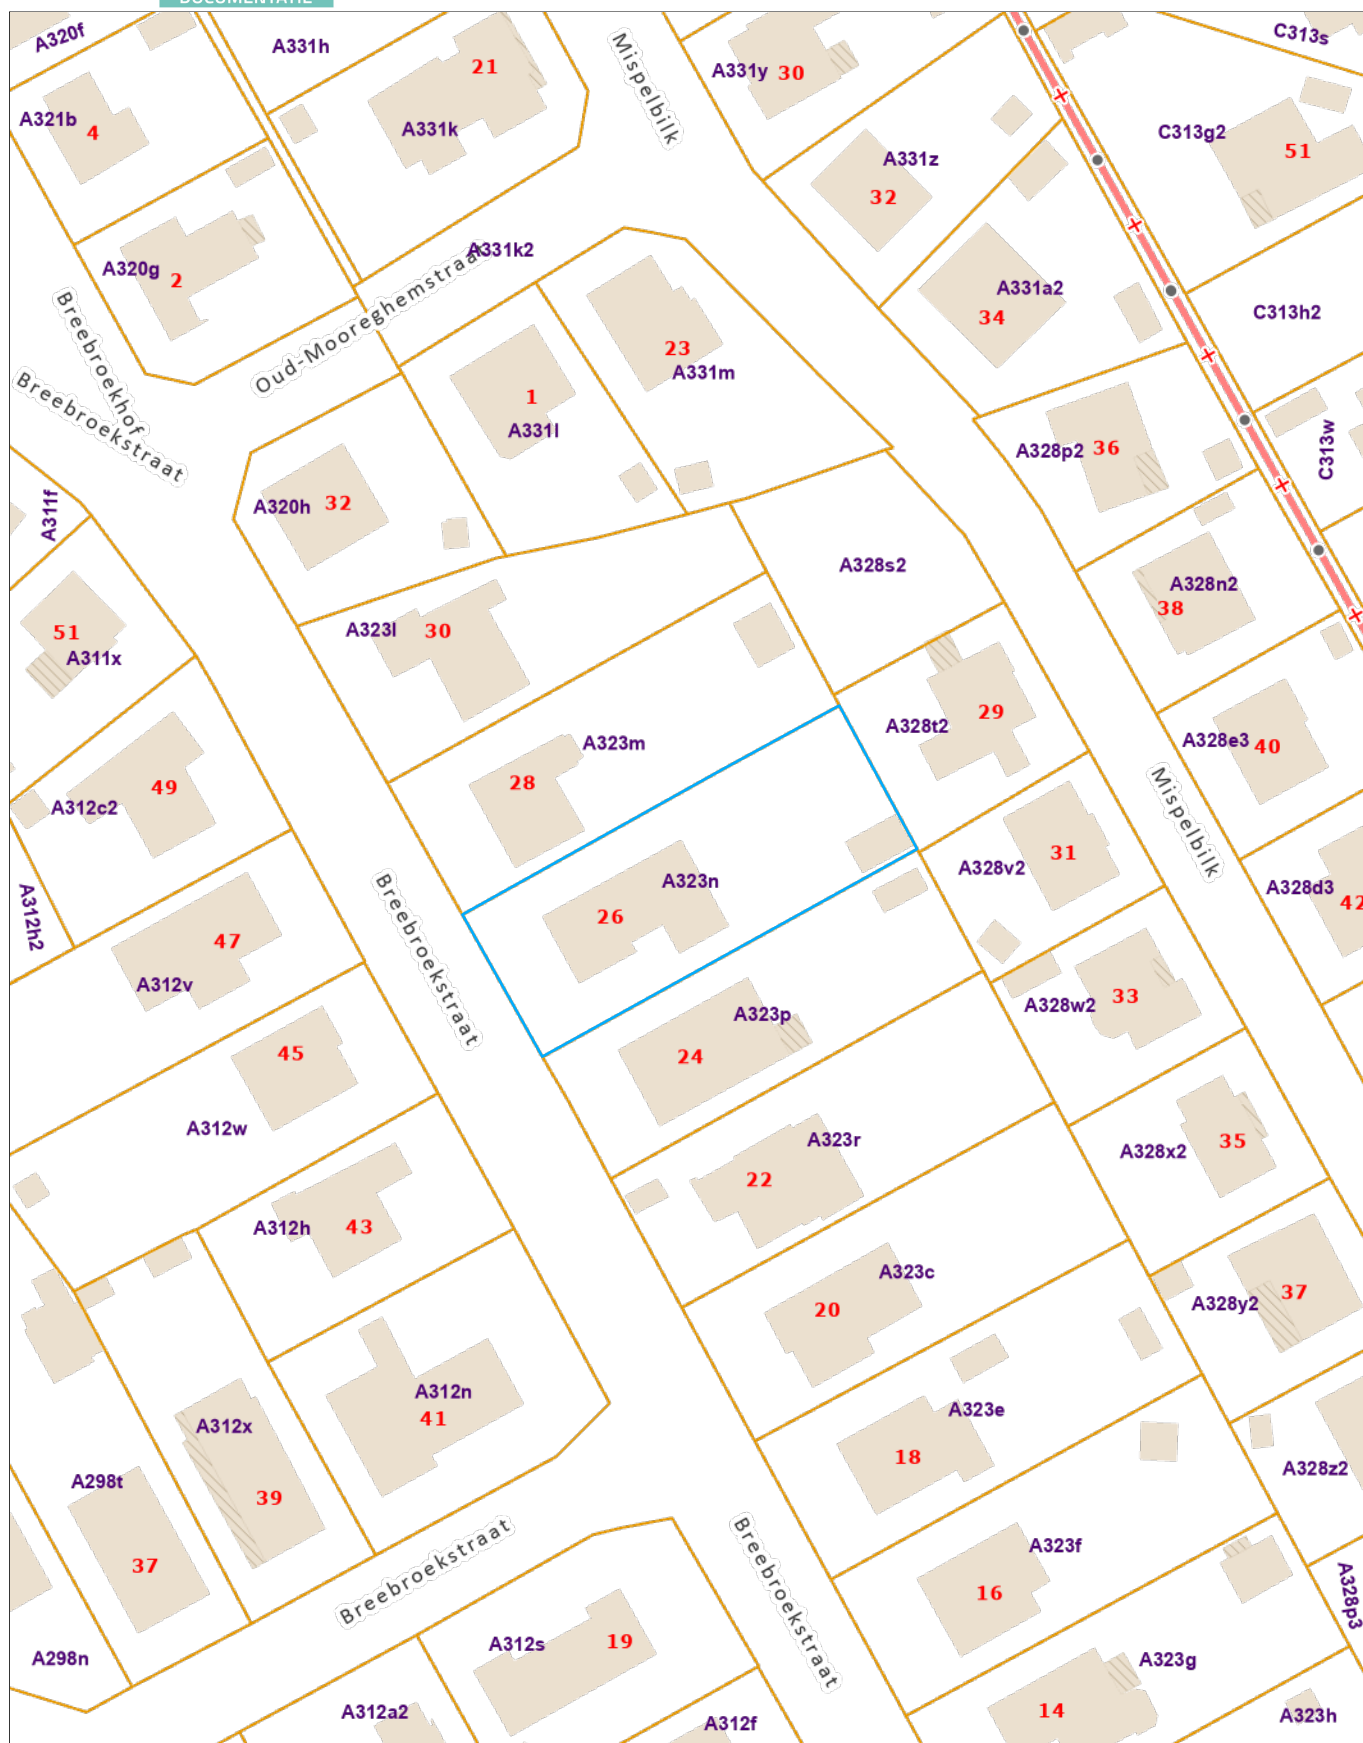 DOCUMENTATIE
A320f
A331h
21
Mispelbilk
A331y
30
C313s
A321b
4
A331k
C313g2
51
A331z
32
A320g
2
A331k2
Oud-Mooreghemstraat
A331a2
34
C313h2
Breebroekhof
Breebroekstraat
23
A331m
1
A331l
A328p2
36
C313w
A311f
A320h
32
A328s2
A328n2
38
51
A311x
A323l
30
A328t2
29
A328e3
40
A323m
28
A312c2
49
Mispelbilk
A328v2
31
A328d3
42
A312h2
Breebroekstraat
A323n
26
47
A312v
A328w2
33
A323p
24
45
A312w
A323r
22
A328x2
35
A312h
43
A323c
20
A328y2
37
A312n
41
A323e
18
A312x
39
A298t
37
A328z2
Breebroekstraat
Breebroekstraat
A323f
16
A328p3
A298n
A312s
19
A323g
14
A312a2
A312f
A323h